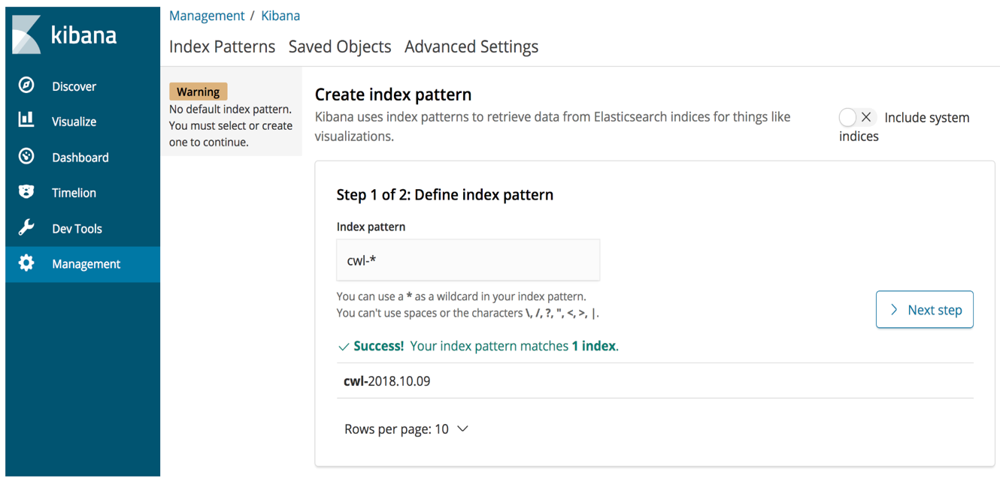 kibana
Discover
Visualize
Dashboard
Timelion
Dev Tools
Management
Management / Kibana
Index Patterns Saved Objects Advanced Settings
Warning
No default index pattern.
You must select or create
one to continue.
Create index pattern
Kibana uses index patterns to retrieve data from Elasticsearch indices for things like
visualizations.
Include system
indices
Step 1 of 2: Define index pattern
Index pattern
cwl-*
You can use a * as a wildcard in your index pattern.
You can't use spaces or the characters \, /, ?, ", <, >, |.
Next step
Success! Your index pattern matches 1 index.
cwl-2018.10.09
Rows per page: 10